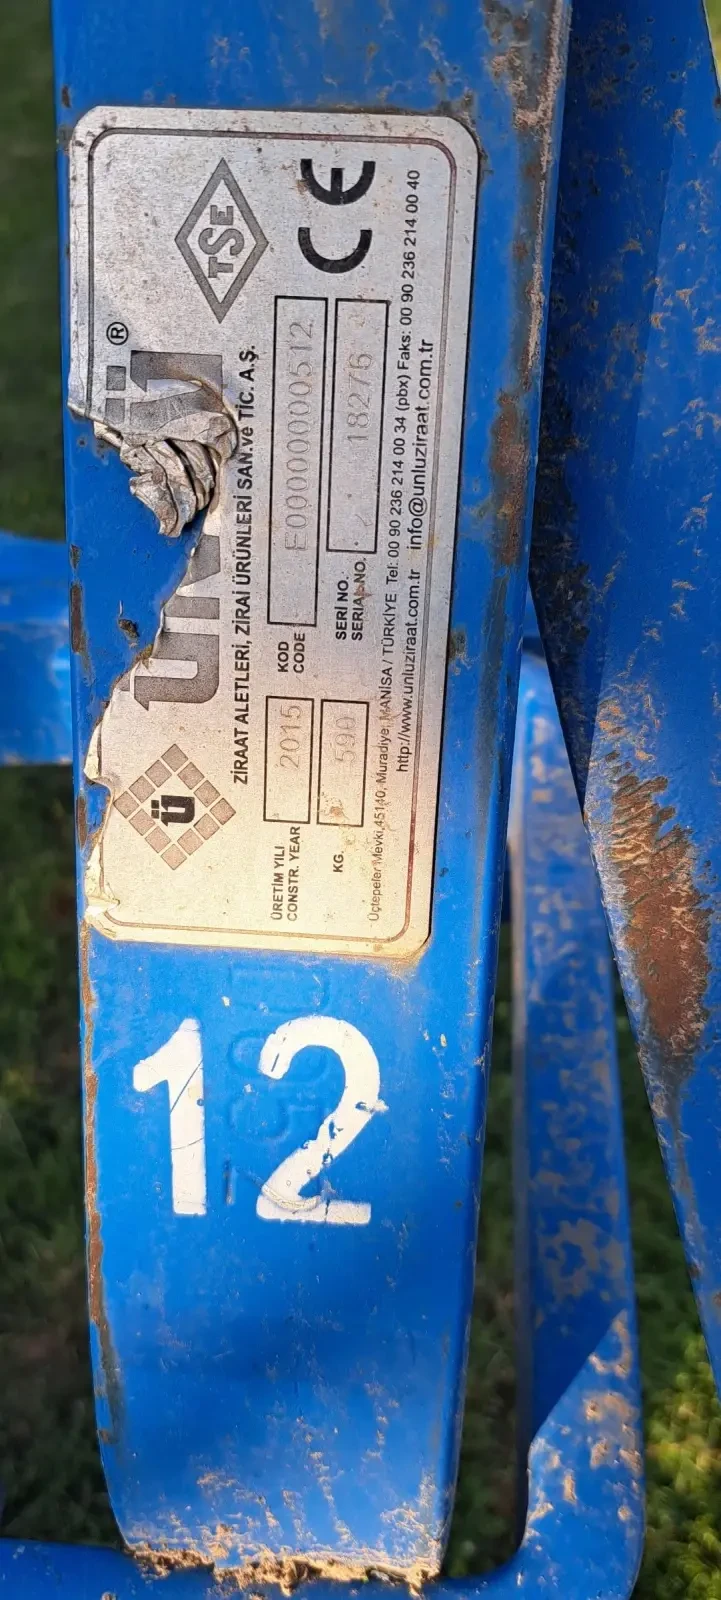 ®
TSE
CE
Ü
ZİRAAT ALETLERİ, ZİRAİ ÜRÜNLERİ SAN.ve TİC. A.Ş.
ÜRETİM YILI
CONSTR. YEAR
2015
KOD
CODE
E00000000512
KG.
590
SERİ NO.
SERIAL NO.
18276
Üçtepeler Mevki,45140, Muradiye, MANİSA / TÜRKİYE Tel: 00 90 236 214 00 34 (pbx) Faks: 00 90 236 214 00 40
http://www.unluziraat.com.tr info@unluziraat.com.tr
12